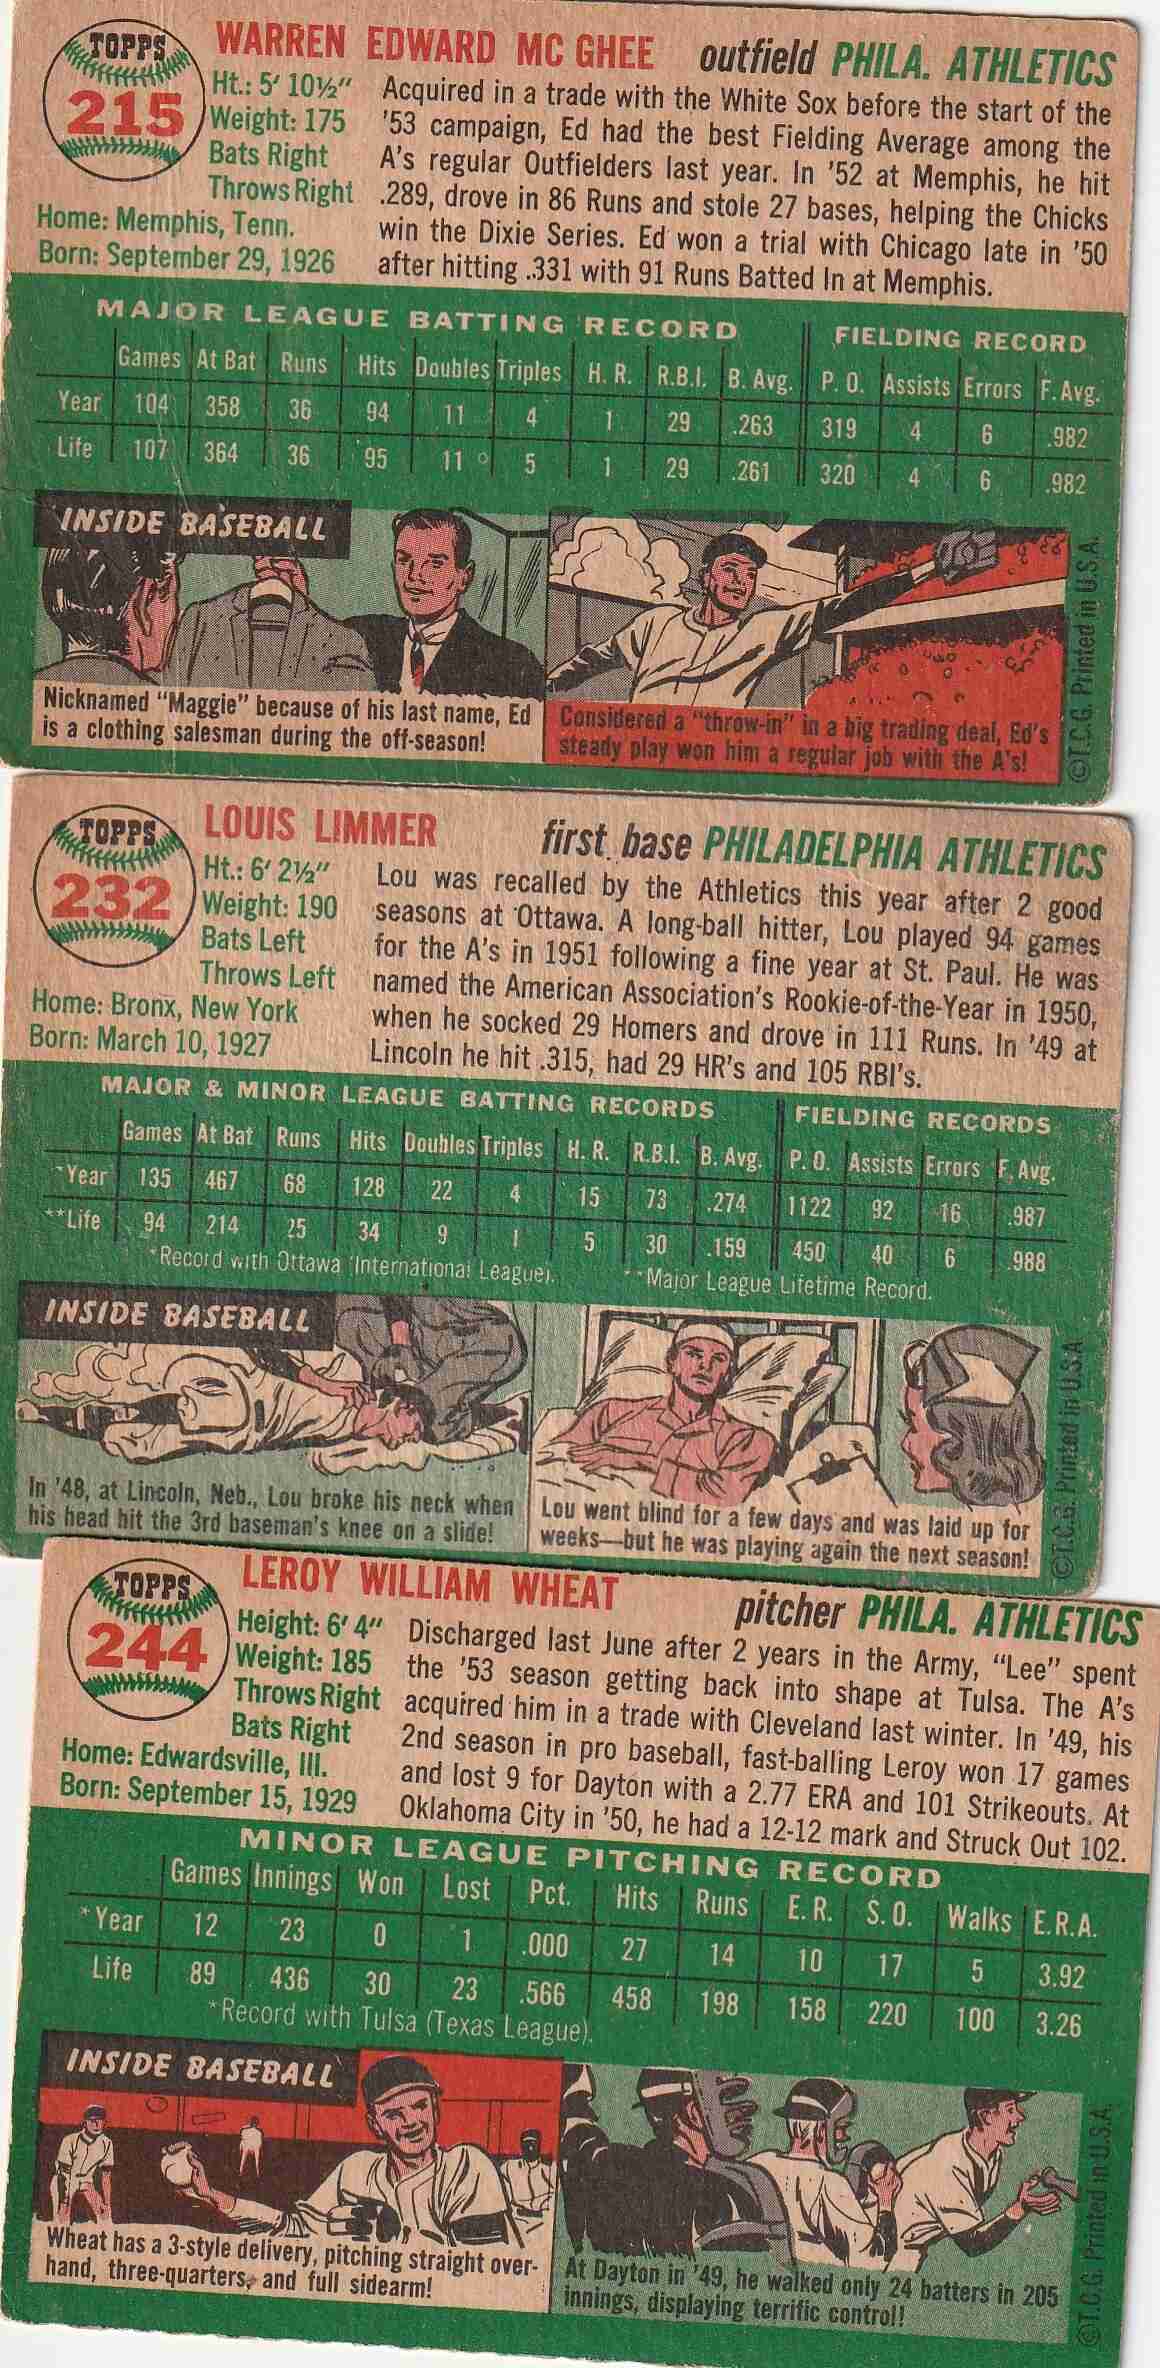 TOPPS
215
WARREN EDWARD MC GHEE outfield PHILA. ATHLETICS
Ht.: 5' 10½"
Weight: 175
Bats Right
Throws Right
Home: Memphis, Tenn.
Born: September 29, 1926
Acquired in a trade with the White Sox before the start of the
'53 campaign, Ed had the best Fielding Average among the
A's regular Outfielders last year. In '52 at Memphis, he hit
.289, drove in 86 Runs and stole 27 bases, helping the Chicks
win the Dixie Series. Ed won a trial with Chicago late in '50
after hitting .331 with 91 Runs Batted In at Memphis.
MAJOR LEAGUE BATTING RECORD FIELDING RECORD
Games At Bat Runs Hits Doubles Triples H. R. R.B.I. B. Avg. P. O. Assists Errors F. Avg.
Year 104 358 36 94 11 4 1 29 .263 319 4 6 .982
Life 107 364 36 95 11 5 1 29 .261 320 4 6 .982
INSIDE BASEBALL
Nicknamed "Maggie" because of his last name, Ed
is a clothing salesman during the off-season!
Considered a "throw-in" in a big trading deal, Ed's
steady play won him a regular job with the A's!
©T.C.G. Printed in U.S.A.
TOPPS
232
LOUIS LIMMER first base PHILADELPHIA ATHLETICS
Ht.: 6' 2½"
Weight: 190
Bats Left
Throws Left
Home: Bronx, New York
Born: March 10, 1927
Lou was recalled by the Athletics this year after 2 good
seasons at Ottawa. A long-ball hitter, Lou played 94 games
for the A's in 1951 following a fine year at St. Paul. He was
named the American Association's Rookie-of-the-Year in 1950,
when he socked 29 Homers and drove in 111 Runs. In '49 at
Lincoln he hit .315, had 29 HR's and 105 RBI's.
MAJOR & MINOR LEAGUE BATTING RECORDS FIELDING RECORDS
Games At Bat Runs Hits Doubles Triples H. R. R.B.I. B. Avg. P. O. Assists Errors F. Avg.
*Year 135 467 68 128 22 4 15 73 .274 1122 92 16 .987
**Life 94 214 25 34 9 1 5 30 .159 450 40 6 .988
*Record with Ottawa (International League). **Major League Lifetime Record.
INSIDE BASEBALL
In '48, at Lincoln, Neb., Lou broke his neck when
his head hit the 3rd baseman's knee on a slide!
Lou went blind for a few days and was laid up for
weeks—but he was playing again the next season!
©T.C.G. Printed in U.S.A
TOPPS
244
LEROY WILLIAM WHEAT pitcher PHILA. ATHLETICS
Height: 6' 4"
Weight: 185
Throws Right
Bats Right
Home: Edwardsville, Ill.
Born: September 15, 1929
Discharged last June after 2 years in the Army, "Lee" spent
the '53 season getting back into shape at Tulsa. The A's
acquired him in a trade with Cleveland last winter. In '49, his
2nd season in pro baseball, fast-balling Leroy won 17 games
and lost 9 for Dayton with a 2.77 ERA and 101 Strikeouts. At
Oklahoma City in '50, he had a 12-12 mark and Struck Out 102.
MINOR LEAGUE PITCHING RECORD
Games Innings Won Lost Pct. Hits Runs E. R. S. O. Walks E.R.A.
*Year 12 23 0 1 .000 27 14 10 17 5 3.92
Life 89 436 30 23 .566 458 198 158 220 100 3.26
*Record with Tulsa (Texas League).
INSIDE BASEBALL
Wheat has a 3-style delivery, pitching straight over-
hand, three-quarters, and full sidearm!
At Dayton in '49, he walked only 24 batters in 205
innings, displaying terrific control!
©T.C.G. Printed in U.S.A.